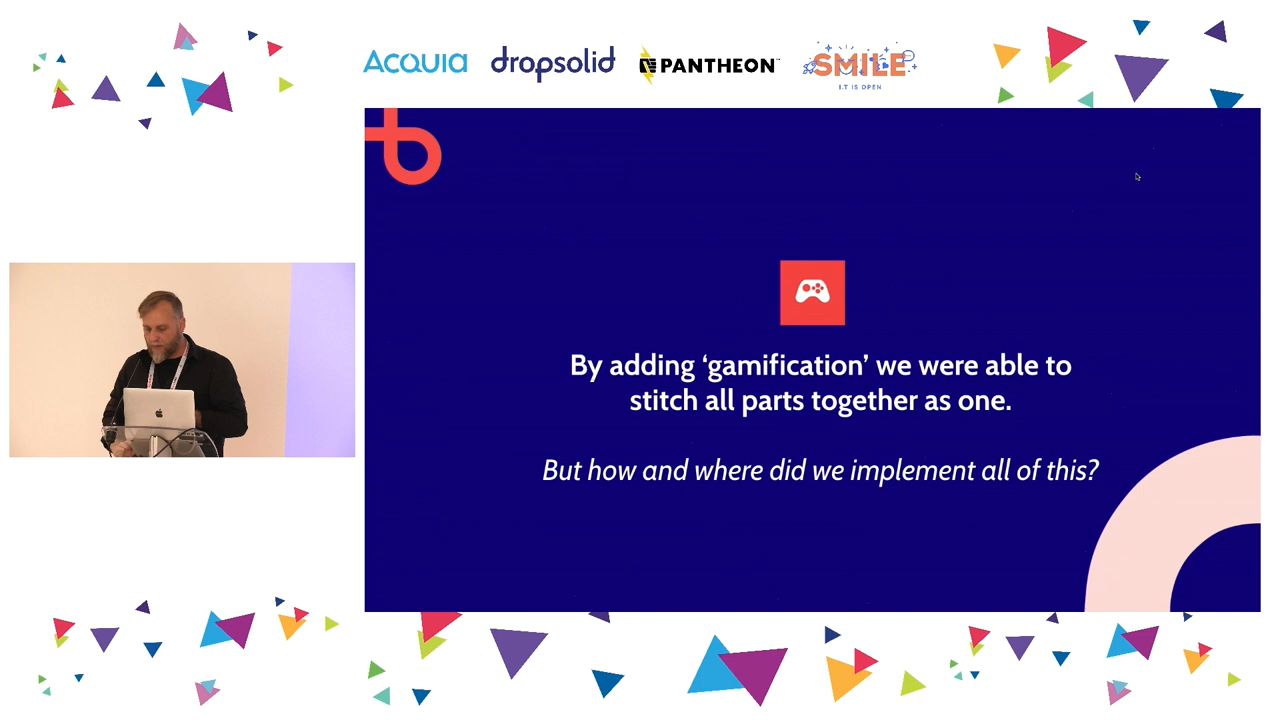 ACQUIA
dropsolid
PANTHEON
SMILE
I.T IS OPEN
By adding ‘gamification’ we were able to
stitch all parts together as one.
But how and where did we implement all of this?